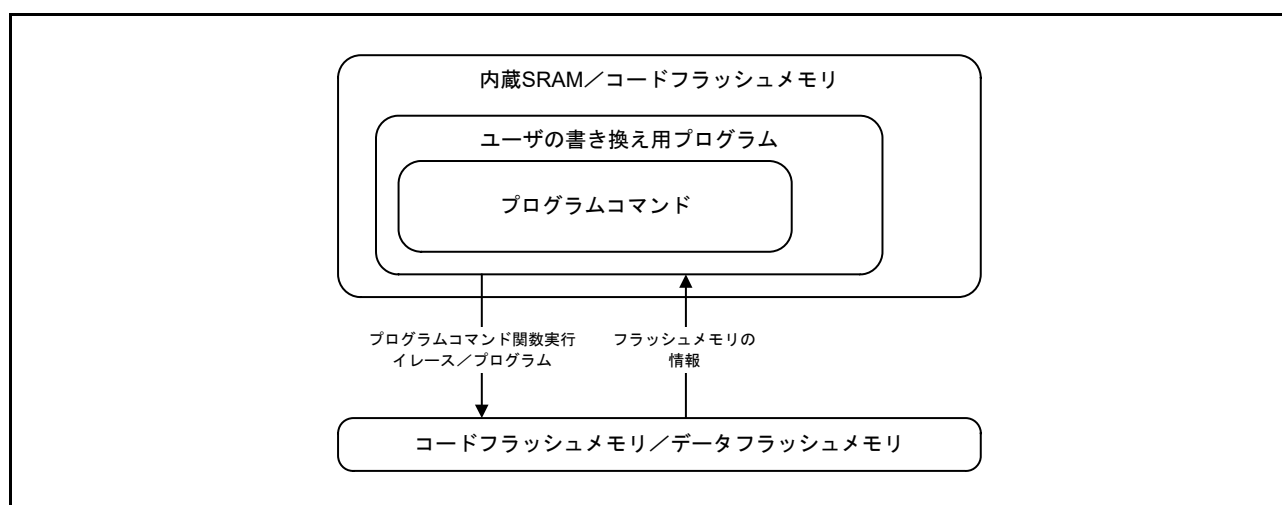 内蔵SRAM／コードフラッシュメモリ
ユーザの書き換え用プログラム
プログラムコマンド
プログラムコマンド関数実行
イレース／プログラム
フラッシュメモリの
情報
コードフラッシュメモリ／データフラッシュメモリ